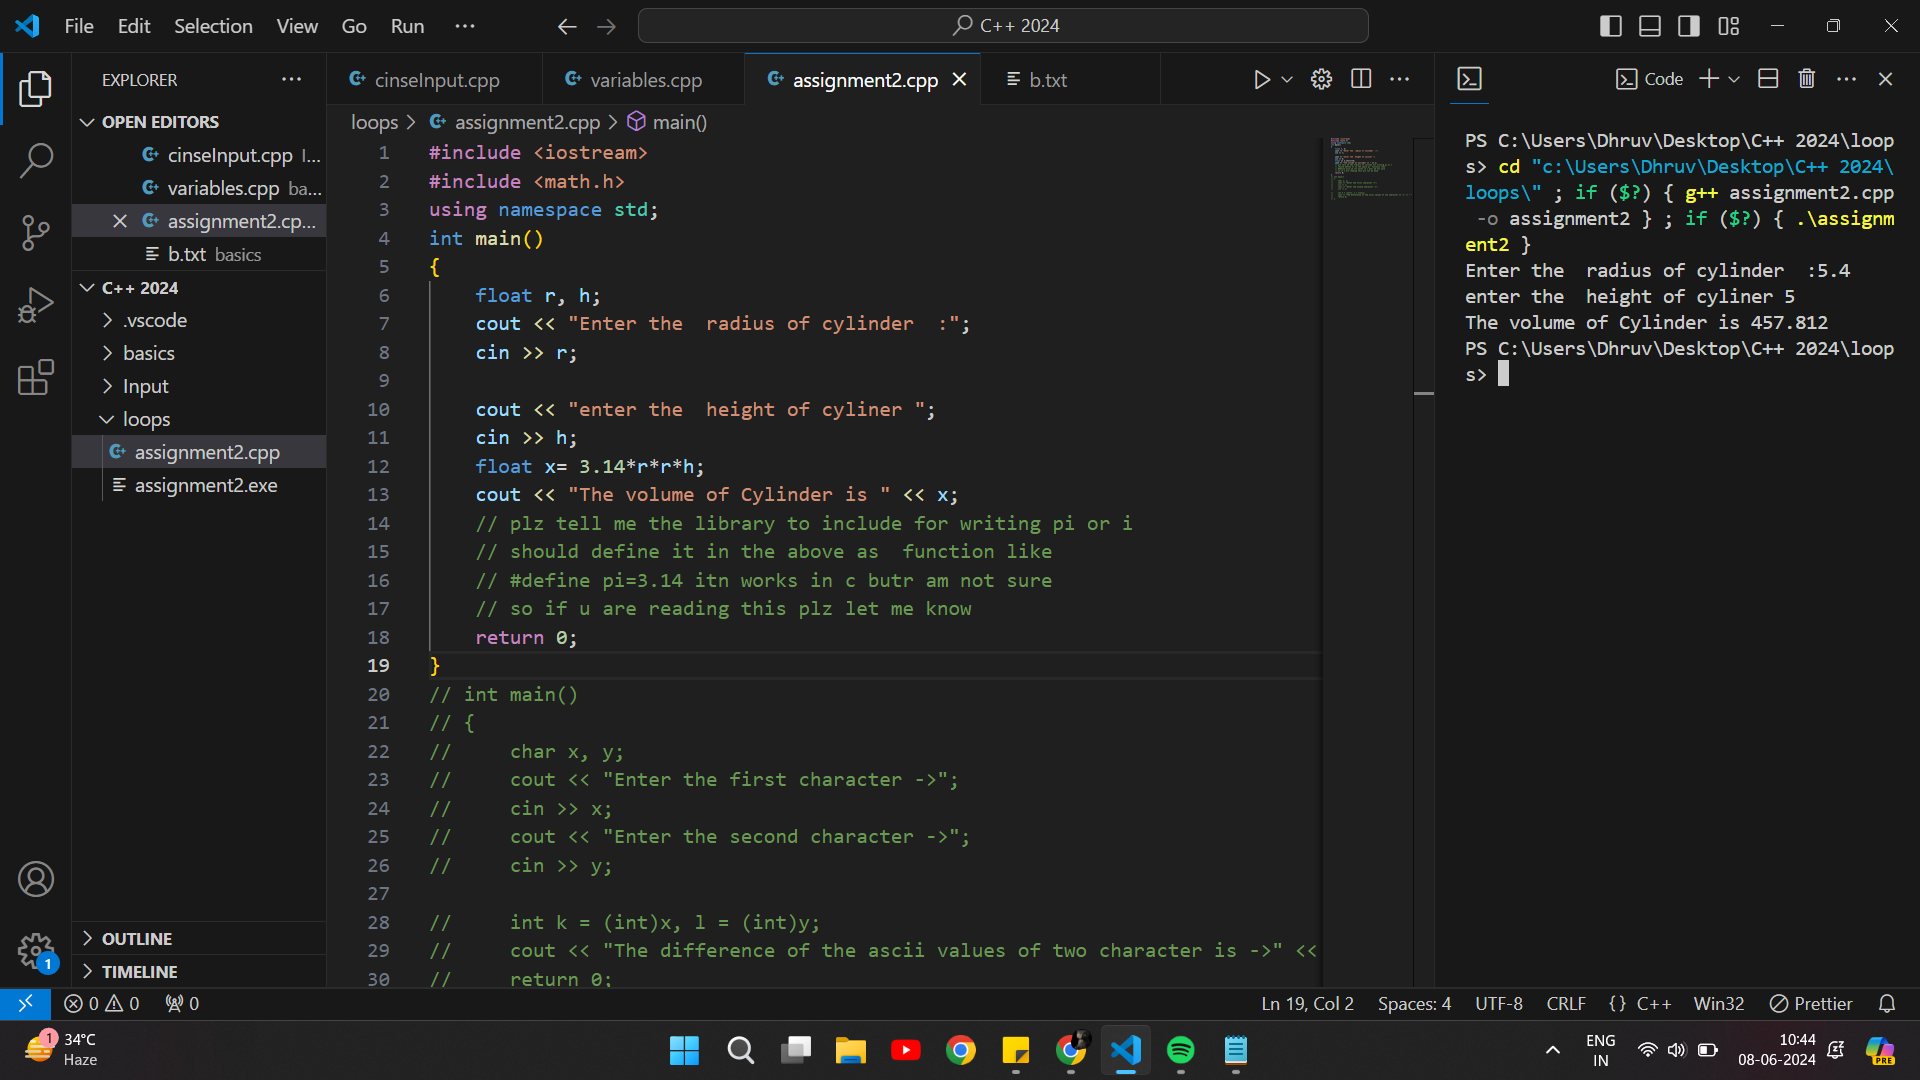 File Edit Selection View Go Run ···
C++ 2024
EXPLORER ···
OPEN EDITORS
cinseInput.cpp I...
variables.cpp ba...
assignment2.cp...
b.txt basics
C++ 2024
.vscode
basics
Input
loops
assignment2.cpp
assignment2.exe
OUTLINE
TIMELINE
cinseInput.cpp variables.cpp assignment2.cpp b.txt
loops > assignment2.cpp > main()
1 #include <iostream>
2 #include <math.h>
3 using namespace std;
4 int main()
5 {
6     float r, h;
7     cout << "Enter the  radius of cylinder  :";
8     cin >> r;
9
10     cout << "enter the  height of cyliner ";
11     cin >> h;
12     float x= 3.14*r*r*h;
13     cout << "The volume of Cylinder is " << x;
14     // plz tell me the library to include for writing pi or i
15     // should define it in the above as  function like
16     // #define pi=3.14 itn works in c butr am not sure
17     // so if u are reading this plz let me know
18     return 0;
19 }
20 // int main()
21 // {
22 //     char x, y;
23 //     cout << "Enter the first character ->";
24 //     cin >> x;
25 //     cout << "Enter the second character ->";
26 //     cin >> y;
27
28 //     int k = (int)x, l = (int)y;
29 //     cout << "The difference of the ascii values of two character is ->" <<
30 //     return 0;
Code
PS C:\Users\Dhruv\Desktop\C++ 2024\loop
s> cd "c:\Users\Dhruv\Desktop\C++ 2024\
loops\" ; if ($?) { g++ assignment2.cpp
 -o assignment2 } ; if ($?) { .\assignm
ent2 }
Enter the  radius of cylinder  :5.4
enter the  height of cyliner 5
The volume of Cylinder is 457.812
PS C:\Users\Dhruv\Desktop\C++ 2024\loop
s>
1
0 0 0
Ln 19, Col 2 Spaces: 4 UTF-8 CRLF {} C++ Win32 Prettier
1
34°C
Haze
ENG
IN
10:44
08-06-2024
PRE